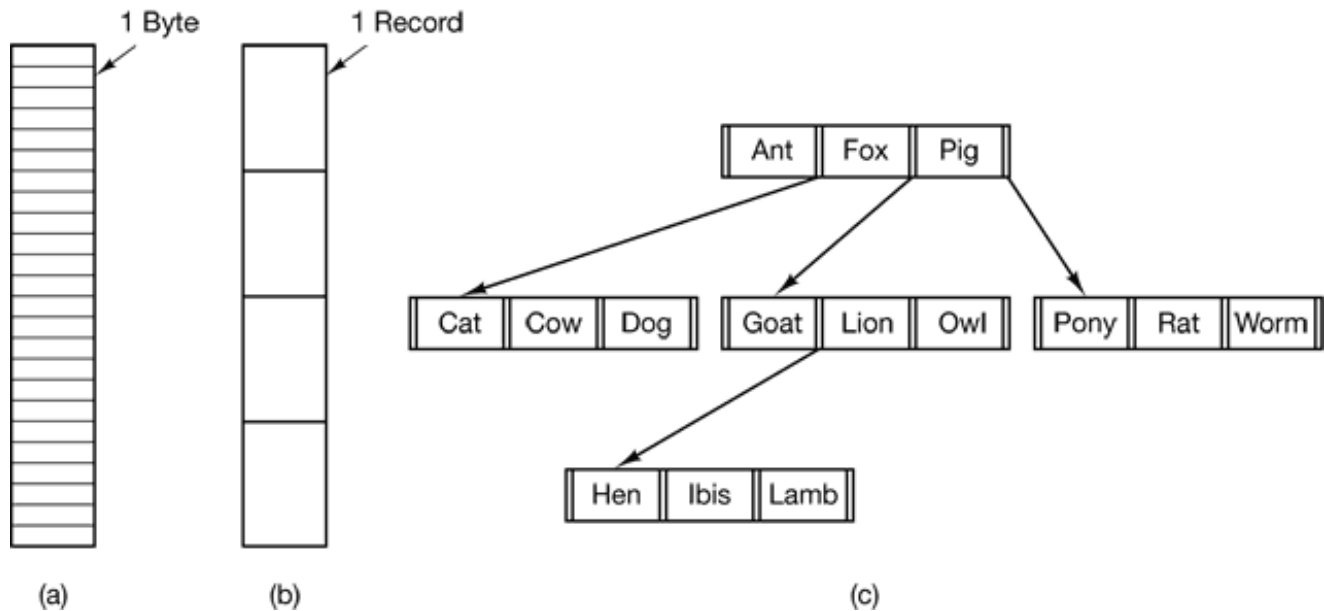 1 Byte
1 Record
Ant Fox Pig
Cat Cow Dog
Goat Lion Owl
Pony Rat Worm
Hen Ibis Lamb
(a)
(b)
(c)